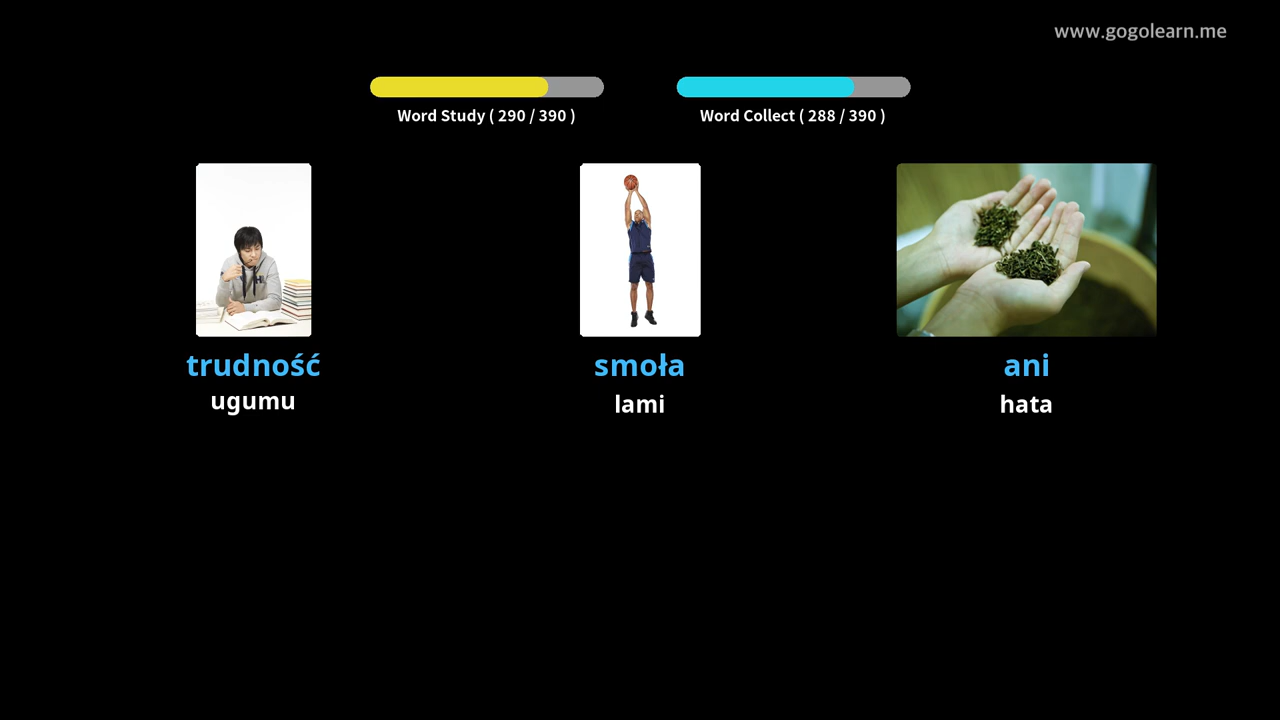 www.gogolearn.me
Word Study ( 290 / 390 )
Word Collect ( 288 / 390 )
trudność
smoła
ani
ugumu
lami
hata